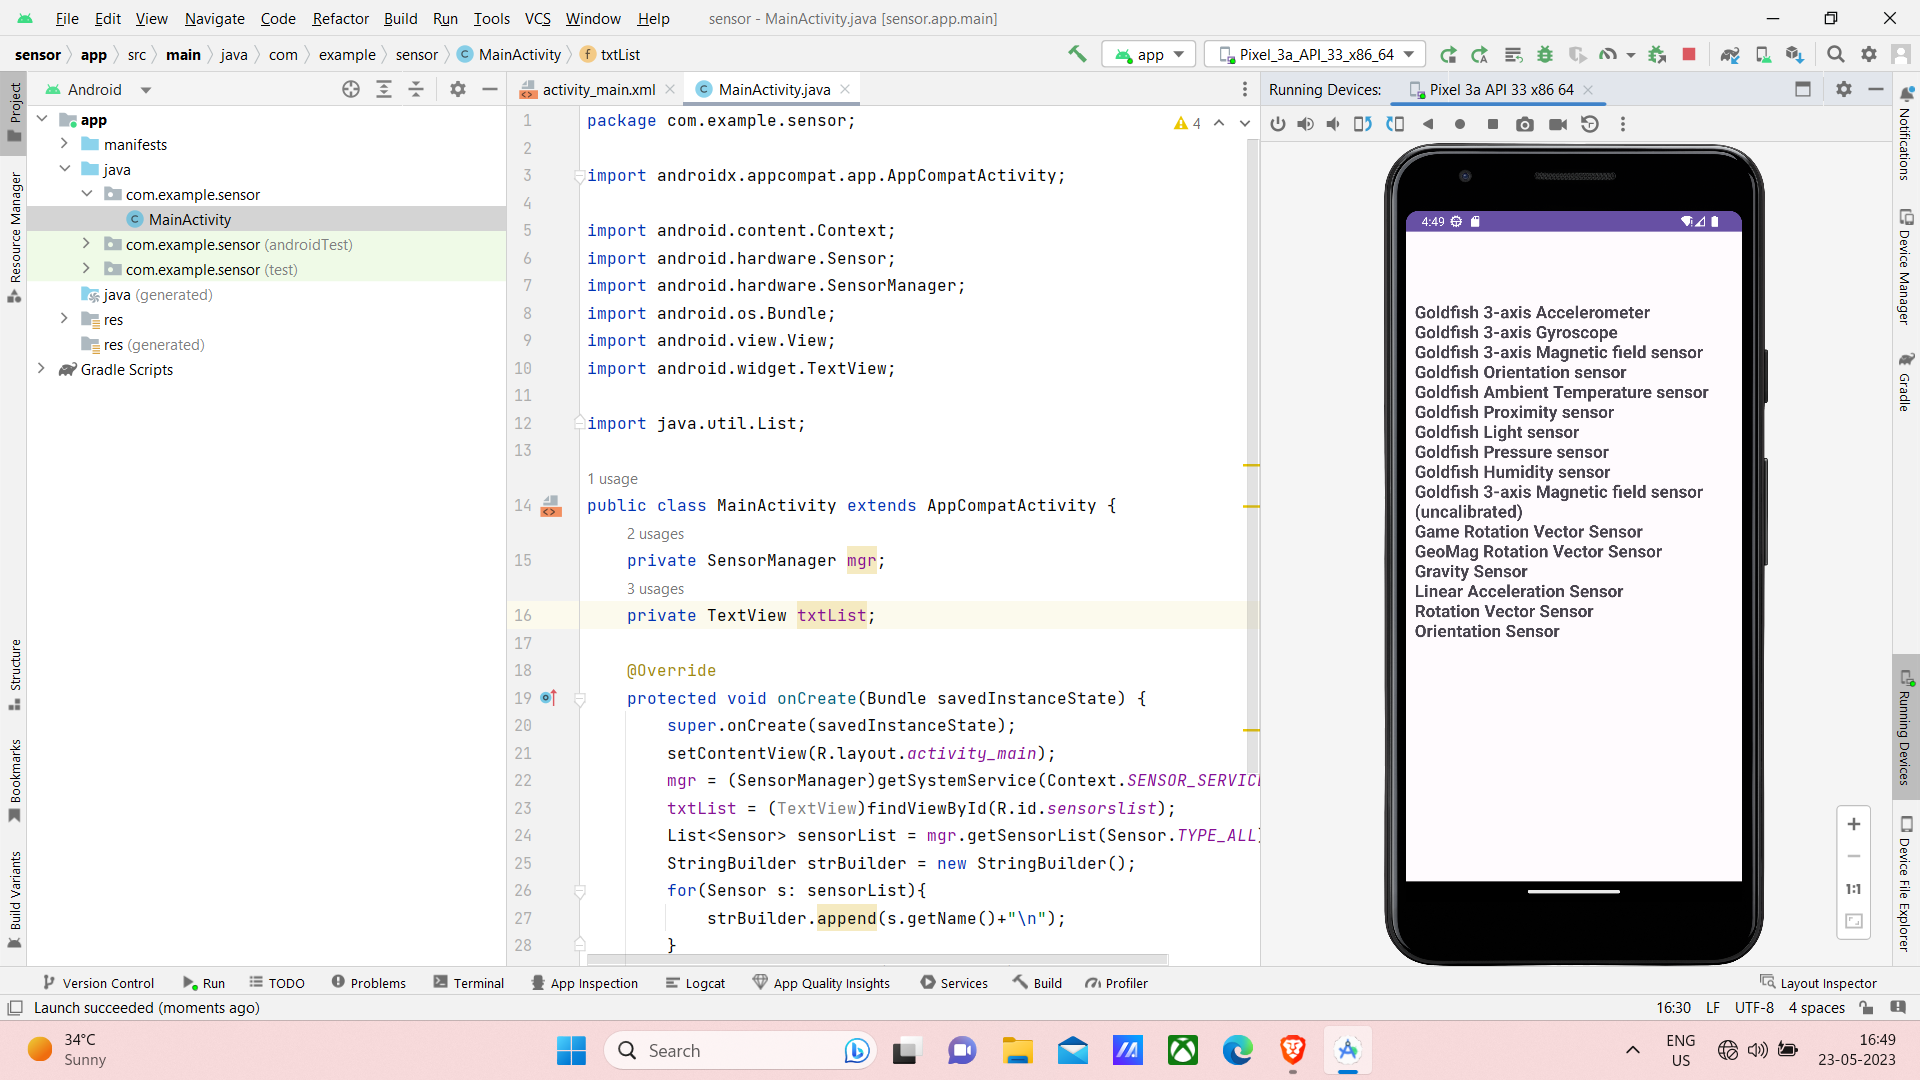 File Edit View Navigate Code Refactor Build Run Tools VCS Window Help sensor - MainActivity.java [sensor.app.main]
sensor app src main java com example sensor MainActivity txtList app Pixel_3a_API_33_x86_64
Project
Resource Manager
Structure
Bookmarks
Build Variants
Android
app
manifests
java
com.example.sensor
MainActivity
com.example.sensor (androidTest)
com.example.sensor (test)
java (generated)
res
res (generated)
Gradle Scripts
activity_main.xml MainActivity.java
4
1 package com.example.sensor;
2
3 import androidx.appcompat.app.AppCompatActivity;
4
5 import android.content.Context;
6 import android.hardware.Sensor;
7 import android.hardware.SensorManager;
8 import android.os.Bundle;
9 import android.view.View;
10 import android.widget.TextView;
11
12 import java.util.List;
13
1 usage
14 public class MainActivity extends AppCompatActivity {
2 usages
15 private SensorManager mgr;
3 usages
16 private TextView txtList;
17
18 @Override
19 protected void onCreate(Bundle savedInstanceState) {
20 super.onCreate(savedInstanceState);
21 setContentView(R.layout.activity_main);
22 mgr = (SensorManager)getSystemService(Context.SENSOR_SERVICE
23 txtList = (TextView)findViewById(R.id.sensorslist);
24 List<Sensor> sensorList = mgr.getSensorList(Sensor.TYPE_ALL)
25 StringBuilder strBuilder = new StringBuilder();
26 for(Sensor s: sensorList){
27 strBuilder.append(s.getName()+"\n");
28 }
Running Devices: Pixel 3a API 33 x86 64
4:49
Goldfish 3-axis Accelerometer
Goldfish 3-axis Gyroscope
Goldfish 3-axis Magnetic field sensor
Goldfish Orientation sensor
Goldfish Ambient Temperature sensor
Goldfish Proximity sensor
Goldfish Light sensor
Goldfish Pressure sensor
Goldfish Humidity sensor
Goldfish 3-axis Magnetic field sensor
(uncalibrated)
Game Rotation Vector Sensor
GeoMag Rotation Vector Sensor
Gravity Sensor
Linear Acceleration Sensor
Rotation Vector Sensor
Orientation Sensor
1:1
Notifications
Device Manager
Gradle
Running Devices
Device File Explorer
Version Control Run TODO Problems Terminal App Inspection Logcat App Quality Insights Services Build Profiler Layout Inspector
Launch succeeded (moments ago) 16:30 LF UTF-8 4 spaces
34°C
Sunny
Search
ENG
US
16:49
23-05-2023